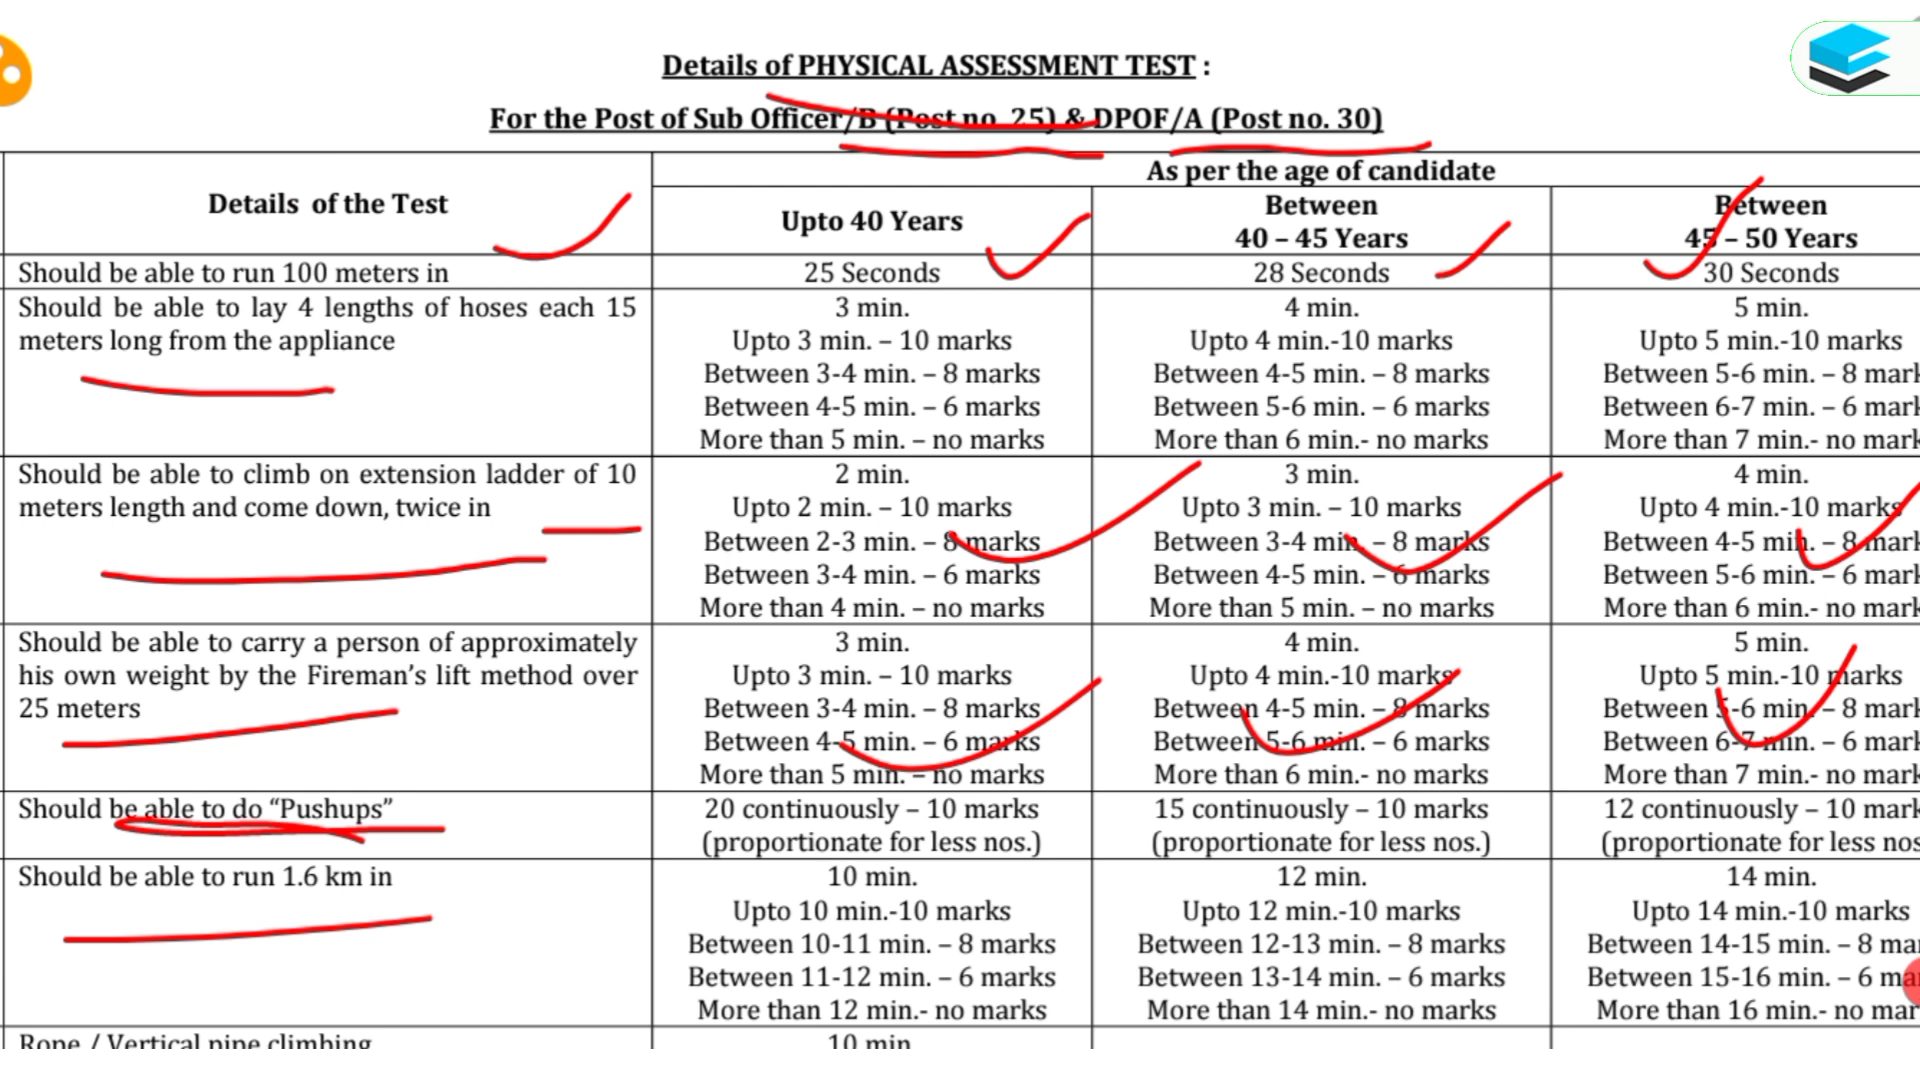 Details of PHYSICAL ASSESSMENT TEST :
For the Post of Sub Officer/B (Post no. 25) & DPOF/A (Post no. 30)
Details of the Test
As per the age of candidate
Upto 40 Years
Between
40 – 45 Years
Between
45 – 50 Years
Should be able to run 100 meters in
25 Seconds
28 Seconds
30 Seconds
Should be able to lay 4 lengths of hoses each 15
meters long from the appliance
3 min.
Upto 3 min. – 10 marks
Between 3-4 min. – 8 marks
Between 4-5 min. – 6 marks
More than 5 min. – no marks
4 min.
Upto 4 min.-10 marks
Between 4-5 min. – 8 marks
Between 5-6 min. – 6 marks
More than 6 min.- no marks
5 min.
Upto 5 min.-10 marks
Between 5-6 min. – 8 mark
Between 6-7 min. – 6 mark
More than 7 min.- no mark
Should be able to climb on extension ladder of 10
meters length and come down, twice in
2 min.
Upto 2 min. – 10 marks
Between 2-3 min. – 8 marks
Between 3-4 min. – 6 marks
More than 4 min. – no marks
3 min.
Upto 3 min. – 10 marks
Between 3-4 min. – 8 marks
Between 4-5 min. – 6 marks
More than 5 min. – no marks
4 min.
Upto 4 min.-10 marks
Between 4-5 min. – 8 mark
Between 5-6 min. – 6 mark
More than 6 min.- no mark
Should be able to carry a person of approximately
his own weight by the Fireman’s lift method over
25 meters
3 min.
Upto 3 min. – 10 marks
Between 3-4 min. – 8 marks
Between 4-5 min. – 6 marks
More than 5 min. – no marks
4 min.
Upto 4 min.-10 marks
Between 4-5 min. – 8 marks
Between 5-6 min. – 6 marks
More than 6 min.- no marks
5 min.
Upto 5 min.-10 marks
Between 5-6 min. – 8 mark
Between 6-7 min. – 6 mark
More than 7 min.- no mark
Should be able to do “Pushups”
20 continuously – 10 marks
(proportionate for less nos.)
15 continuously – 10 marks
(proportionate for less nos.)
12 continuously – 10 mark
(proportionate for less nos
Should be able to run 1.6 km in
10 min.
Upto 10 min.-10 marks
Between 10-11 min. – 8 marks
Between 11-12 min. – 6 marks
More than 12 min.- no marks
12 min.
Upto 12 min.-10 marks
Between 12-13 min. – 8 marks
Between 13-14 min. – 6 marks
More than 14 min.- no marks
14 min.
Upto 14 min.-10 marks
Between 14-15 min. – 8 mar
Between 15-16 min. – 6 ma
More than 16 min.- no mar
Rope / Vertical pipe climbing
10 min